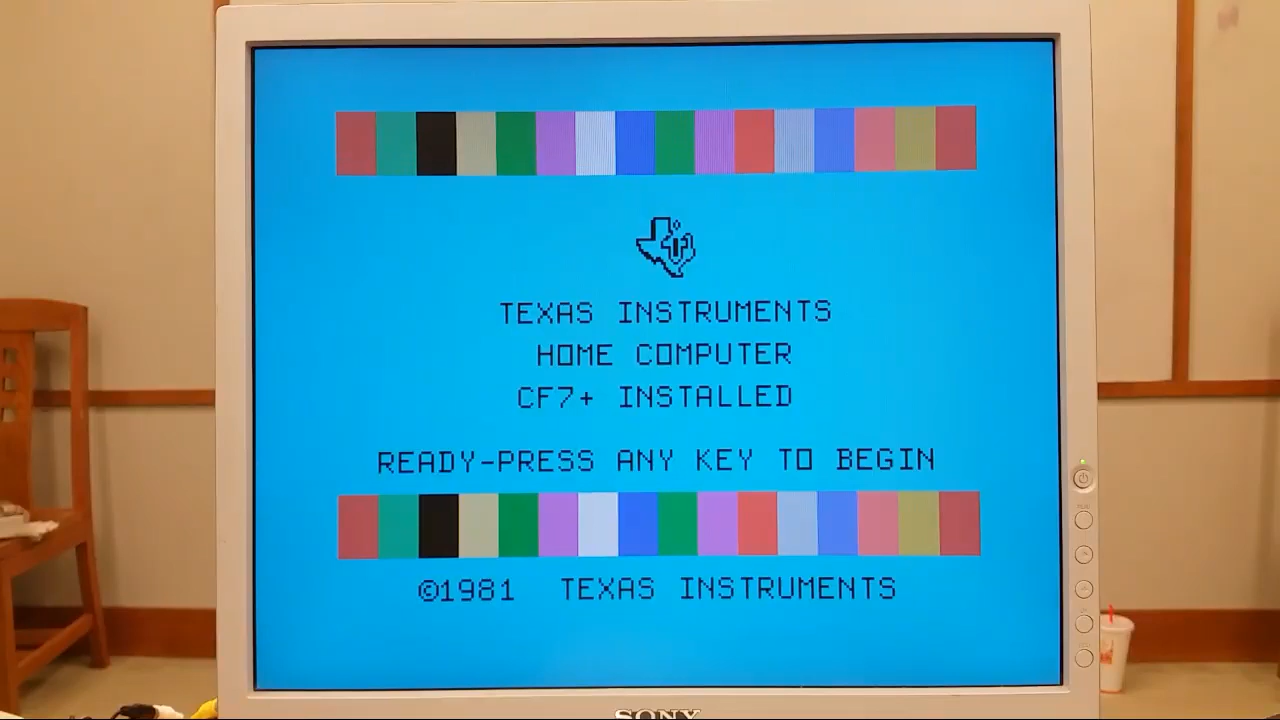 TEXAS INSTRUMENTS
HOME COMPUTER
CF7+ INSTALLED
READY-PRESS ANY KEY TO BEGIN
©1981 TEXAS INSTRUMENTS
SONY